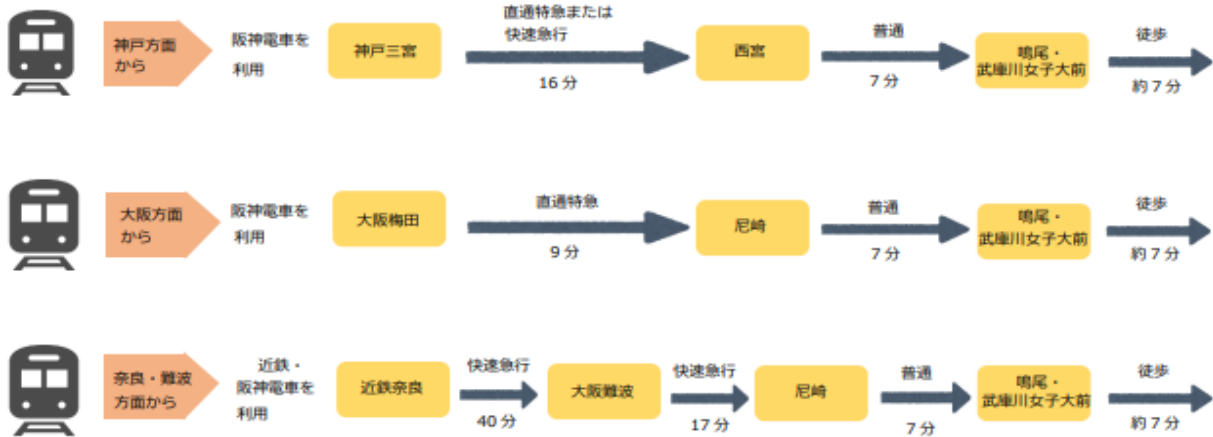 神戸方面
から
阪神電車を
利用
神戸三宮
直通特急または
快速急行
16 分
西宮
普通
7 分
鳴尾・
武庫川女子大前
徒歩
約 7 分
大阪方面
から
阪神電車を
利用
大阪梅田
直通特急
9 分
尼崎
普通
7 分
鳴尾・
武庫川女子大前
徒歩
約 7 分
奈良・難波
方面から
近鉄・
阪神電車を
利用
近鉄奈良
快速急行
40 分
大阪難波
快速急行
17 分
尼崎
普通
7 分
鳴尾・
武庫川女子大前
徒歩
約 7 分